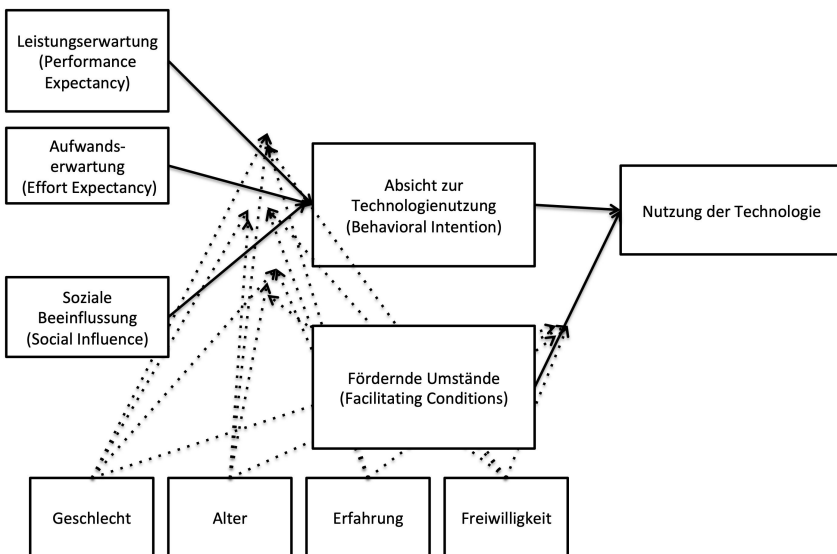 Leistungserwartung
(Performance
Expectancy)
Aufwands-
erwartung
(Effort Expectancy)
Soziale
Beeinflussung
(Social Influence)
Absicht zur
Technologienutzung
(Behavioral Intention)
Nutzung der Technologie
Fördernde Umstände
(Facilitating Conditions)
Geschlecht
Alter
Erfahrung
Freiwilligkeit